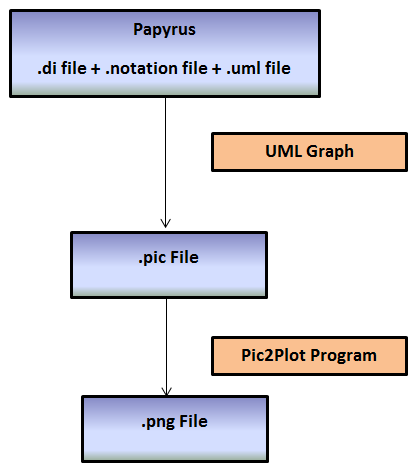 Papyrus
.di file + .notation file + .uml file
UML Graph
.pic File
Pic2Plot Program
.png File